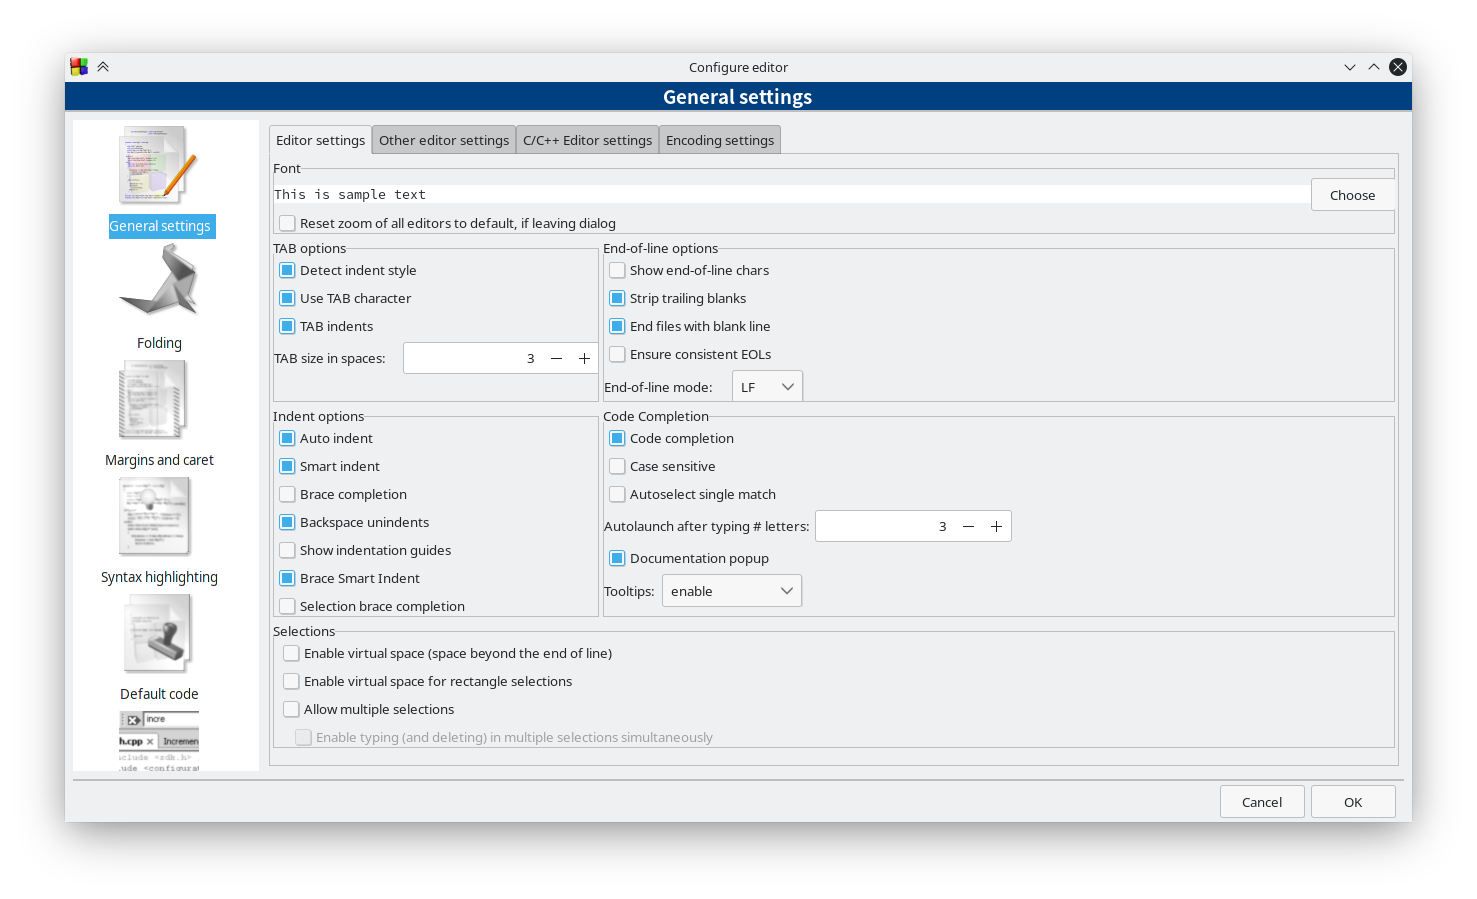 Configure editor
General settings
General settings
Folding
Margins and caret
Syntax highlighting
Default code
incre
h.cpp
Incremen
Editor settings
Other editor settings
C/C++ Editor settings
Encoding settings
Font
This is sample text
Choose
Reset zoom of all editors to default, if leaving dialog
TAB options
Detect indent style
Use TAB character
TAB indents
TAB size in spaces: 3
End-of-line options
Show end-of-line chars
Strip trailing blanks
End files with blank line
Ensure consistent EOLs
End-of-line mode: LF
Indent options
Auto indent
Smart indent
Brace completion
Backspace unindents
Show indentation guides
Brace Smart Indent
Selection brace completion
Code Completion
Code completion
Case sensitive
Autoselect single match
Autolaunch after typing # letters: 3
Documentation popup
Tooltips: enable
Selections
Enable virtual space (space beyond the end of line)
Enable virtual space for rectangle selections
Allow multiple selections
Enable typing (and deleting) in multiple selections simultaneously
Cancel
OK